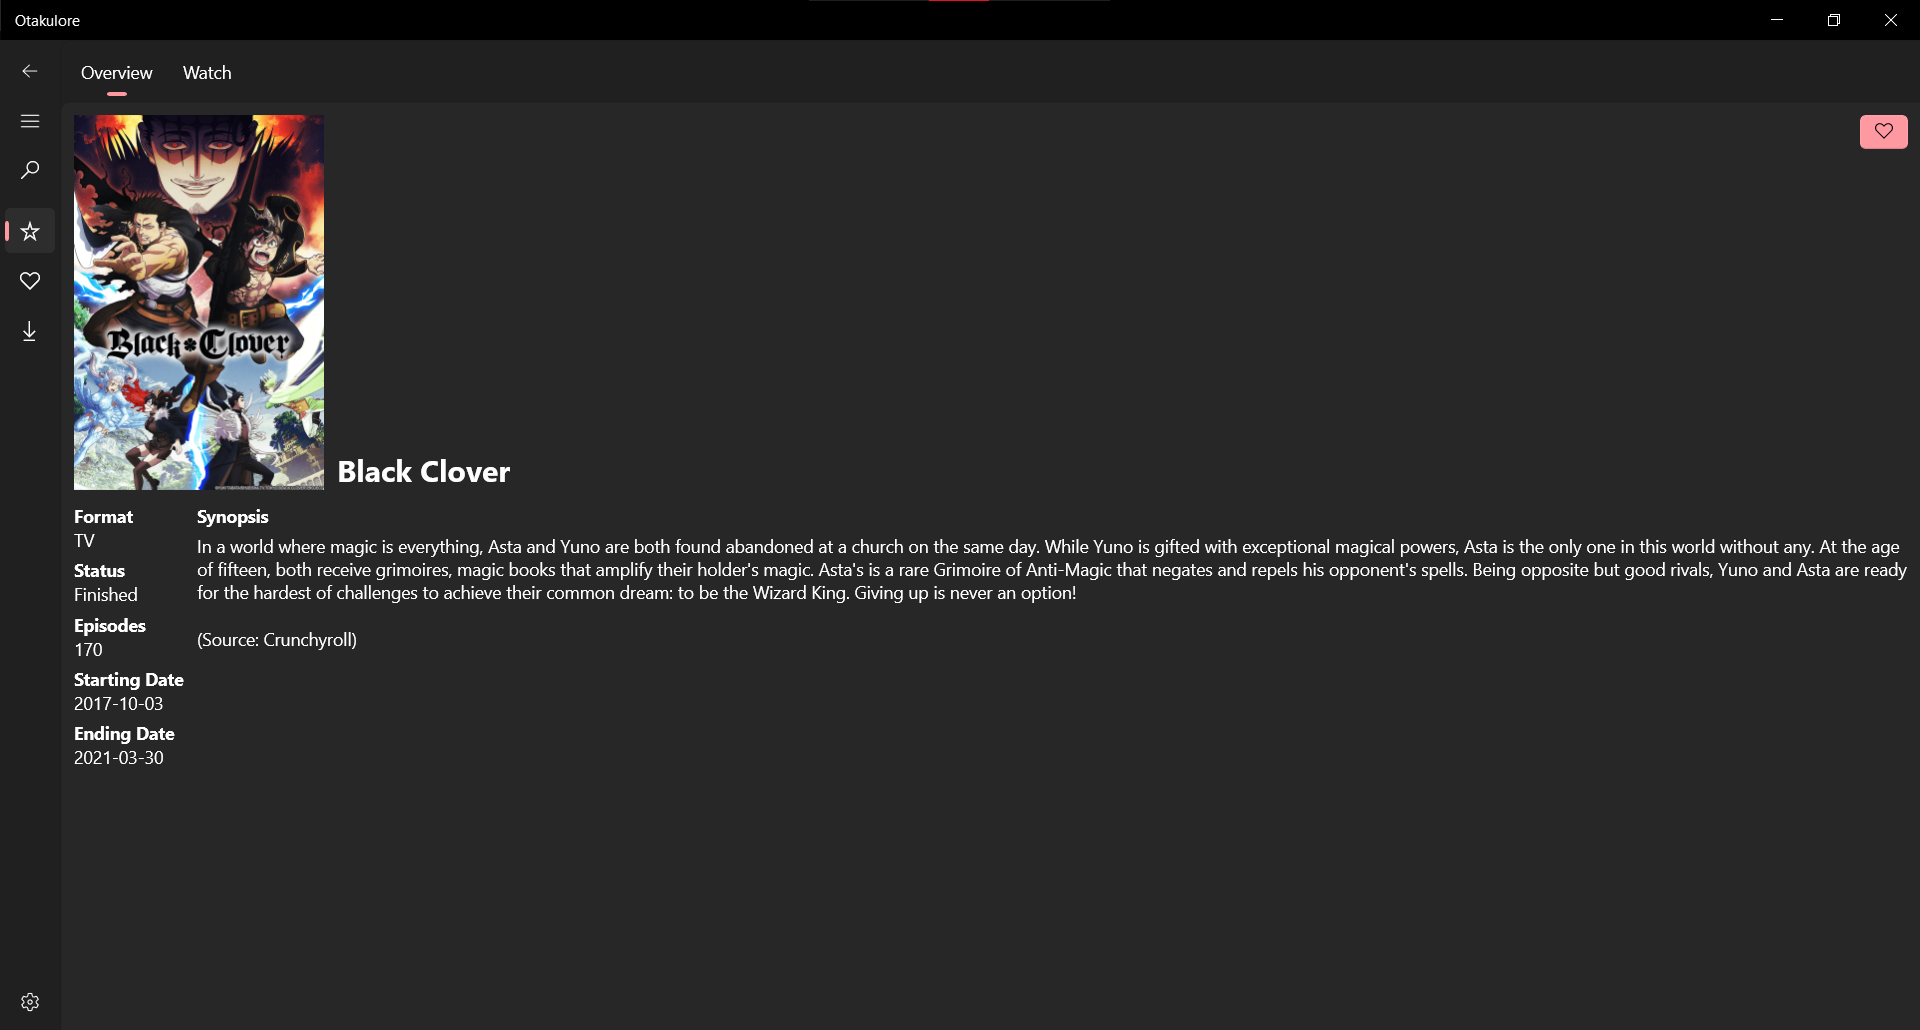 Otakulore
Overview
Watch
Black Clover
Black Clover
Format
TV
Status
Finished
Episodes
170
Starting Date
2017-10-03
Ending Date
2021-03-30
Synopsis
In a world where magic is everything, Asta and Yuno are both found abandoned at a church on the same day. While Yuno is gifted with exceptional magical powers, Asta is the only one in this world without any. At the age
of fifteen, both receive grimoires, magic books that amplify their holder's magic. Asta's is a rare Grimoire of Anti-Magic that negates and repels his opponent's spells. Being opposite but good rivals, Yuno and Asta are ready
for the hardest of challenges to achieve their common dream: to be the Wizard King. Giving up is never an option!
(Source: Crunchyroll)